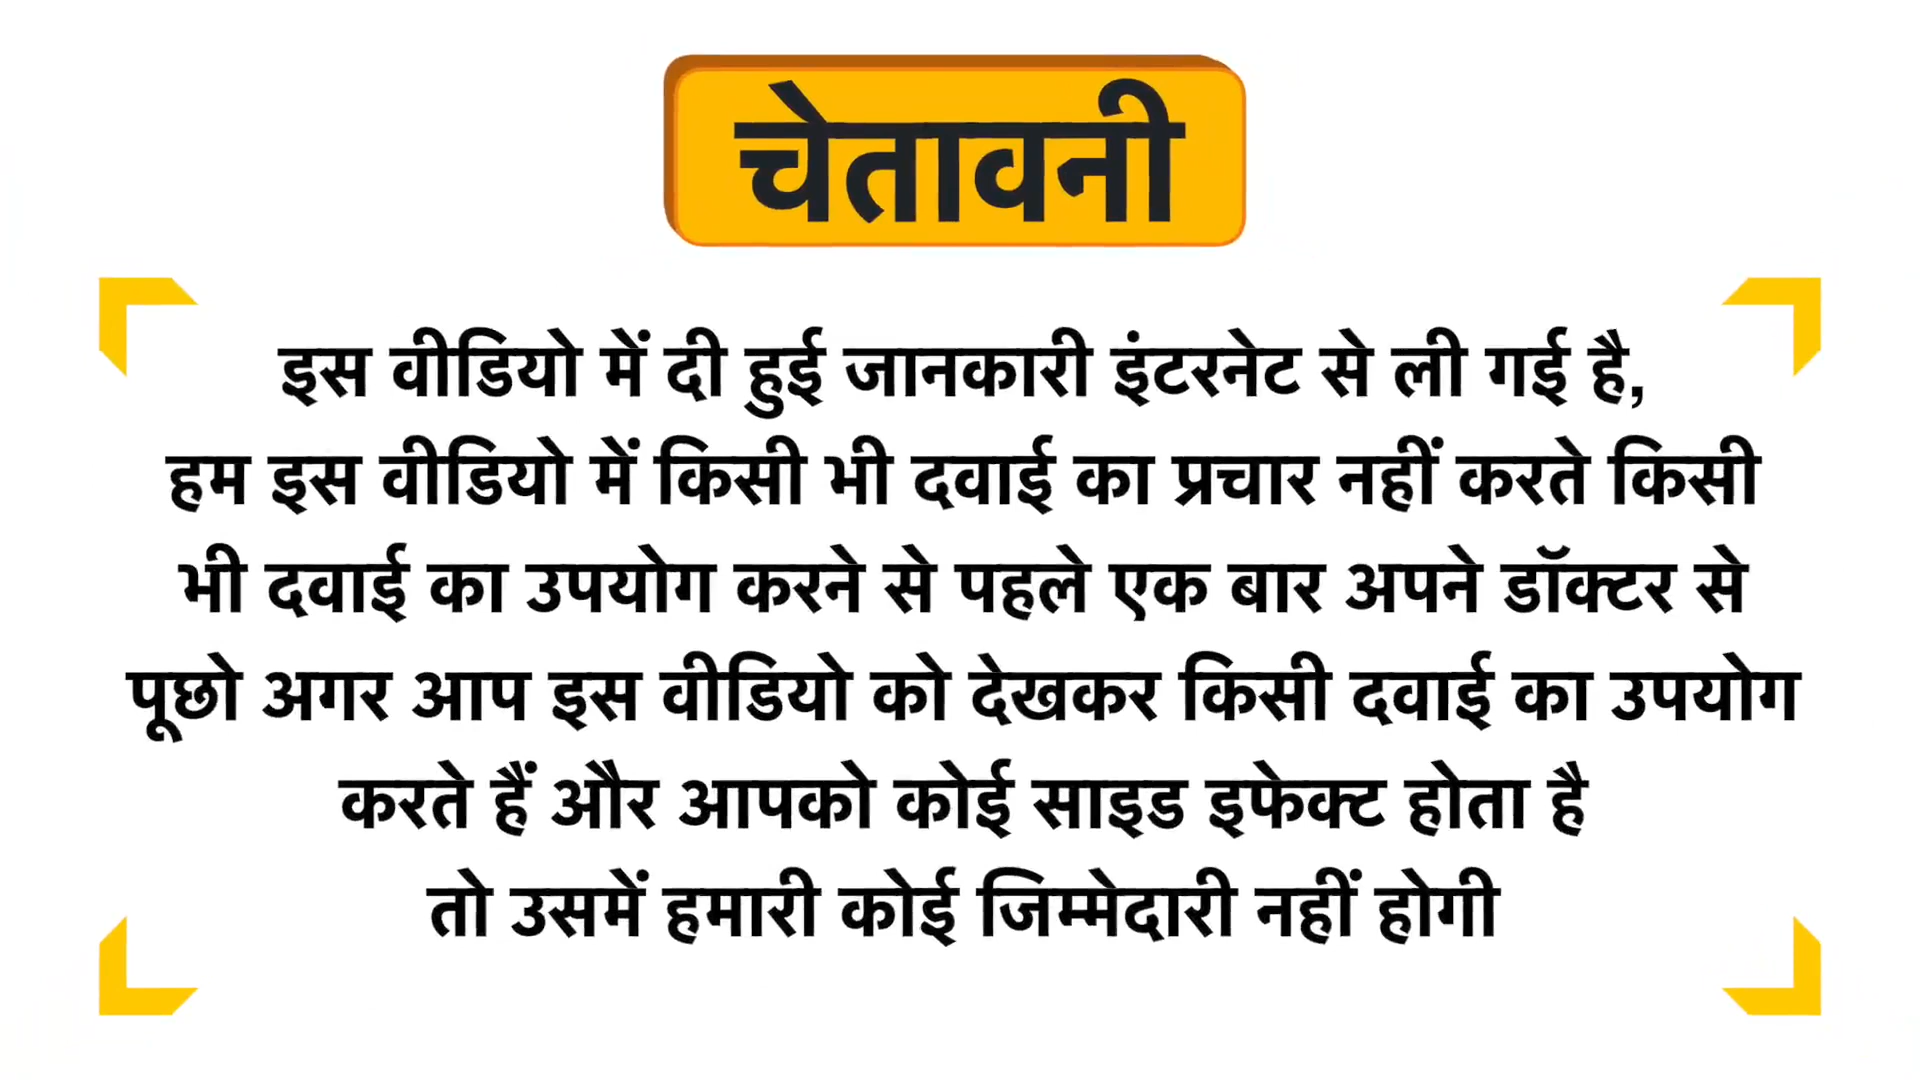 चेतावनी
इस वीडियो में दी हुई जानकारी इंटरनेट से ली गई है,
हम इस वीडियो में किसी भी दवाई का प्रचार नहीं करते किसी
भी दवाई का उपयोग करने से पहले एक बार अपने डॉक्टर से
पूछो अगर आप इस वीडियो को देखकर किसी दवाई का उपयोग
करते हैं और आपको कोई साइड इफेक्ट होता है
तो उसमें हमारी कोई जिम्मेदारी नहीं होगी